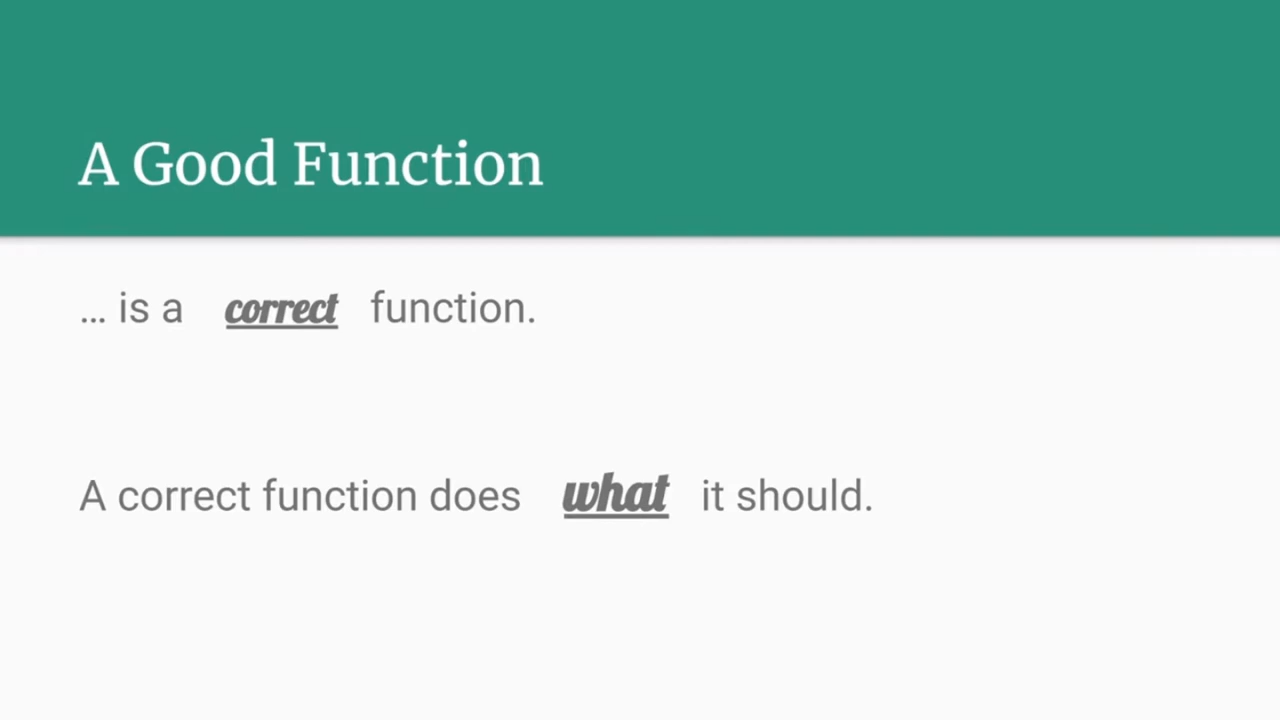 A Good Function
... is a correct function.
A correct function does what it should.